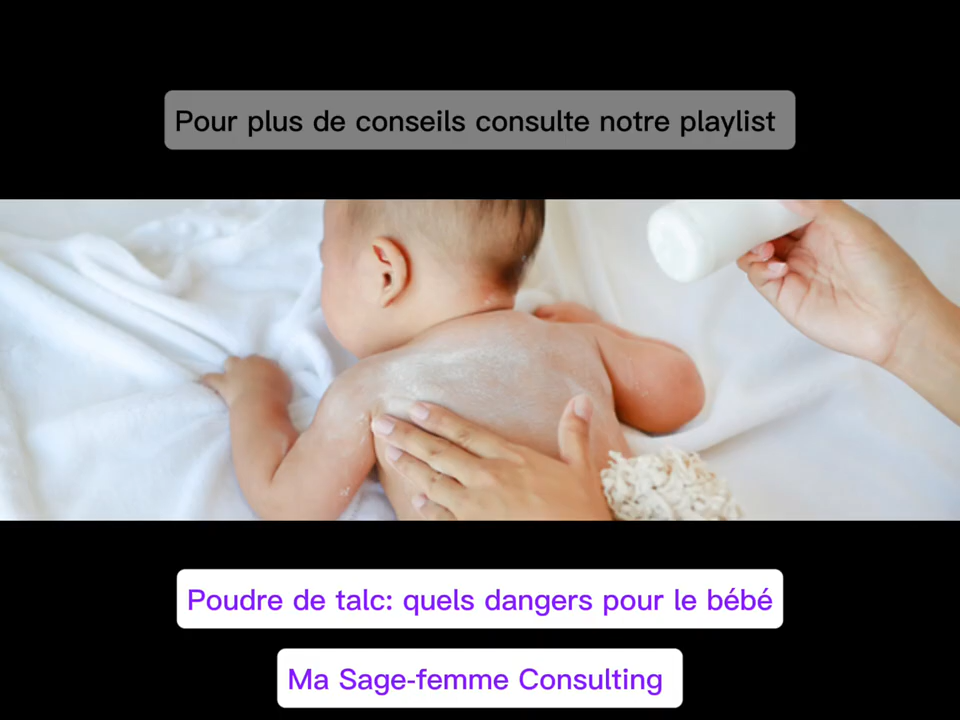 Pour plus de conseils consulte notre playlist
Poudre de talc: quels dangers pour le bébé
Ma Sage-femme Consulting